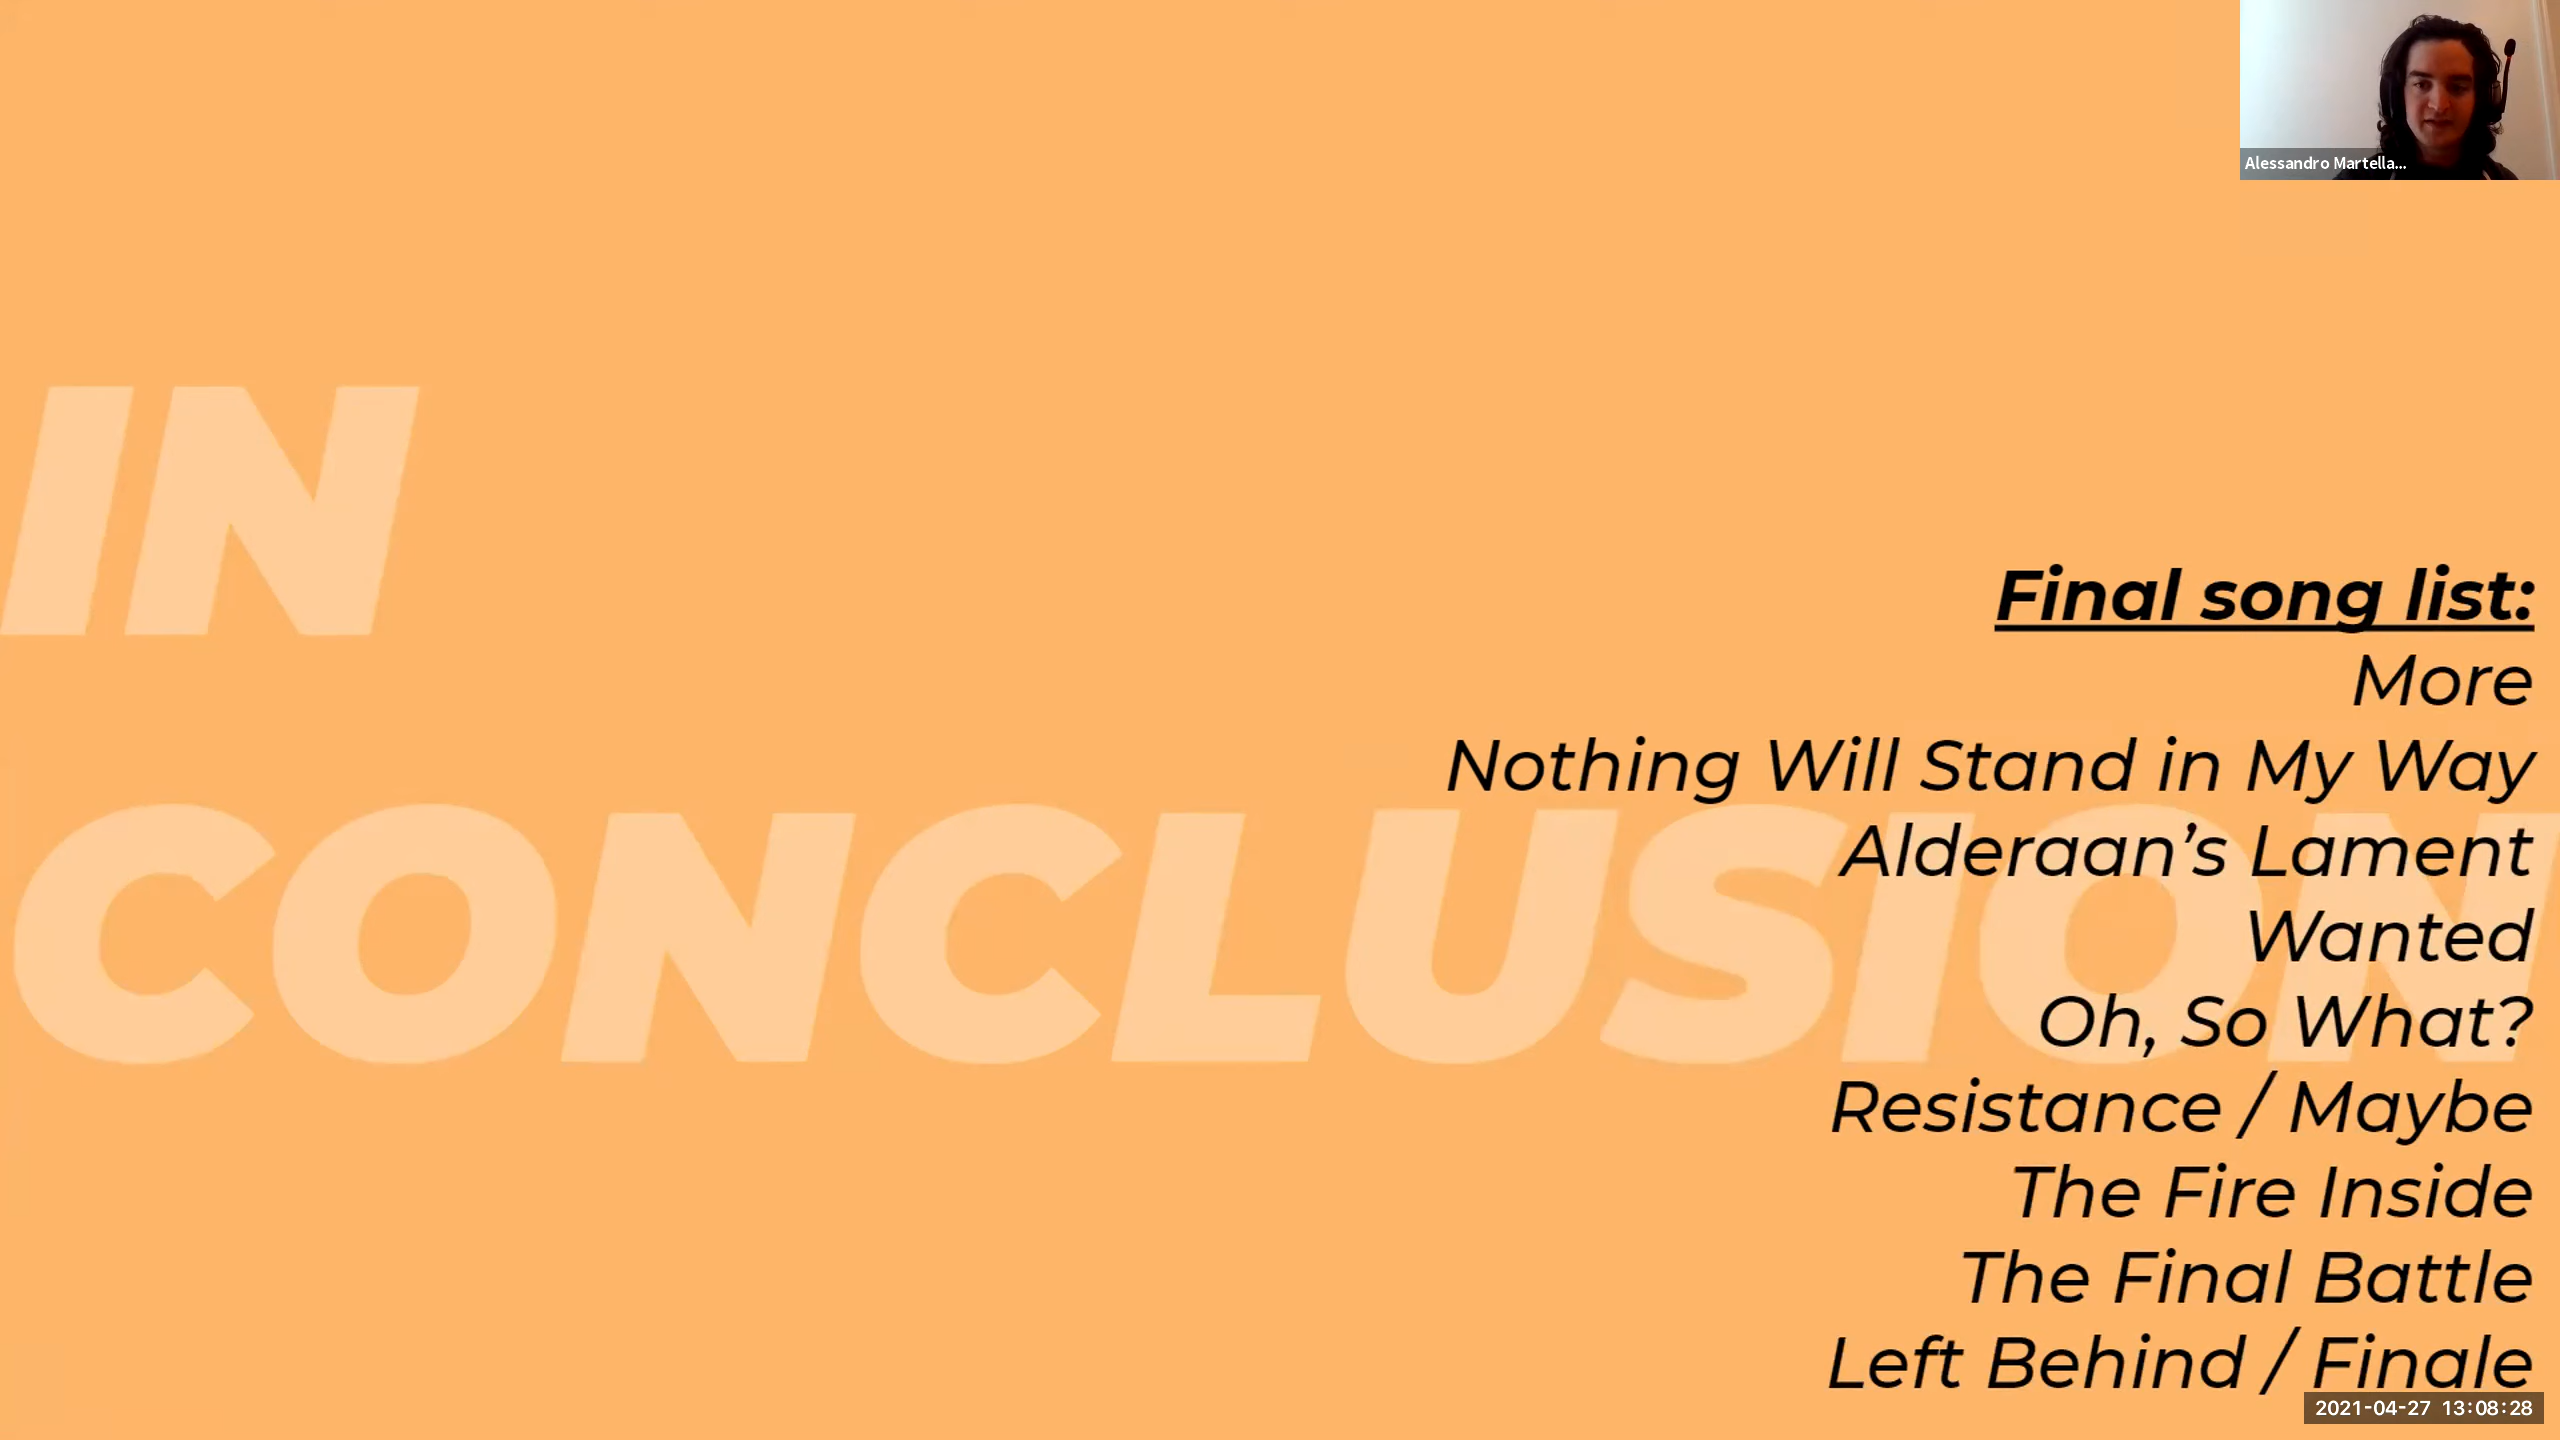 Alessandro Martella...
IN
CONCLUSION
Final song list:
More
Nothing Will Stand in My Way
Alderaan’s Lament
Wanted
Oh, So What?
Resistance / Maybe
The Fire Inside
The Final Battle
Left Behind / Finale
2021-04-27 13:08:28